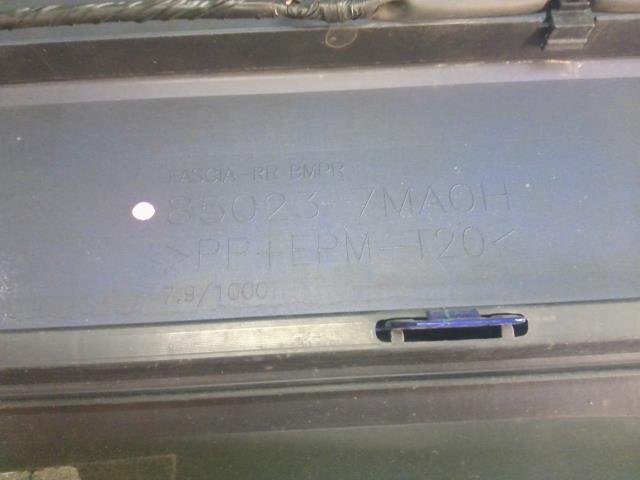 FASCIA-RR BMPR
85023-7MA0H
>PP+EPM-T20<
7.9/1000